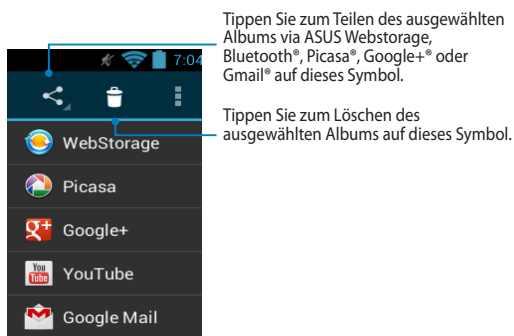 Tippen Sie zum Teilen des ausgewählten
Albums via ASUS Webstorage,
Bluetooth®, Picasa®, Google+® oder
Gmail® auf dieses Symbol.
Tippen Sie zum Löschen des
ausgewählten Albums auf dieses Symbol.
7:04
WebStorage
Picasa
g+ Google+
You Tube YouTube
Google Mail